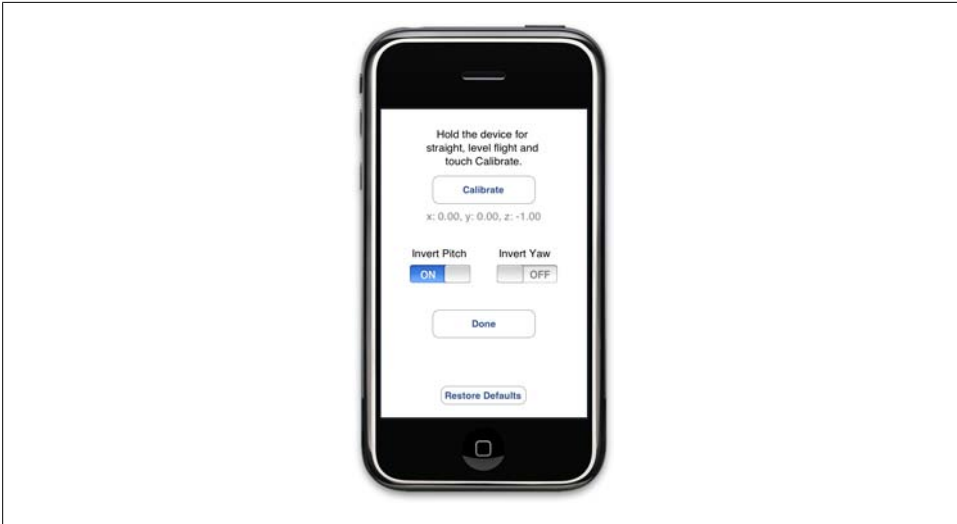 Hold the device for
straight, level flight and
touch Calibrate.
Calibrate
x: 0.00, y: 0.00, z: -1.00
Invert Pitch Invert Yaw
ON OFF
Done
Restore Defaults